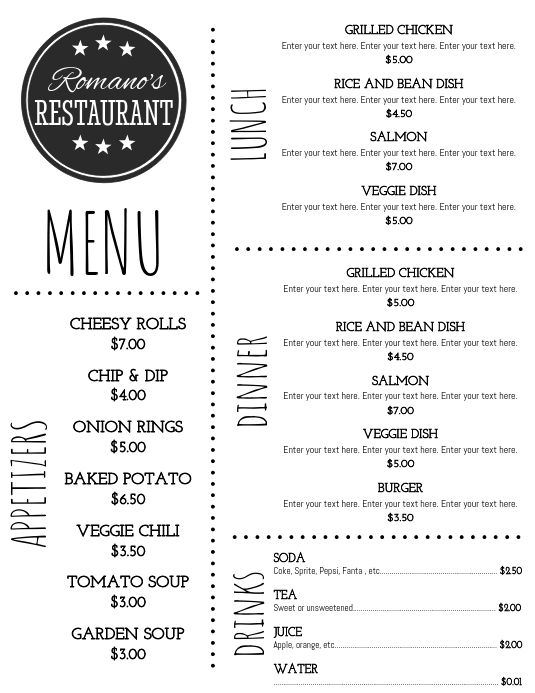 Romano's
RESTAURANT
MENU
APPETIZERS
CHEESY ROLLS
$7.00
CHIP & DIP
$4.00
ONION RINGS
$5.00
BAKED POTATO
$6.50
VEGGIE CHILI
$3.50
TOMATO SOUP
$3.00
GARDEN SOUP
$3.00
LUNCH
GRILLED CHICKEN
Enter your text here. Enter your text here. Enter your text here.
$5.00
RICE AND BEAN DISH
Enter your text here. Enter your text here. Enter your text here.
$4.50
SALMON
Enter your text here. Enter your text here. Enter your text here.
$7.00
VEGGIE DISH
Enter your text here. Enter your text here. Enter your text here.
$5.00
DINNER
GRILLED CHICKEN
Enter your text here. Enter your text here. Enter your text here.
$5.00
RICE AND BEAN DISH
Enter your text here. Enter your text here. Enter your text here.
$4.50
SALMON
Enter your text here. Enter your text here. Enter your text here.
$7.00
VEGGIE DISH
Enter your text here. Enter your text here. Enter your text here.
$5.00
BURGER
Enter your text here. Enter your text here. Enter your text here.
$3.50
DRINKS
SODA
Coke, Sprite, Pepsi, Fanta , etc........................................ $2.50
TEA
Sweet or unsweetened................................................ $2.00
JUICE
Apple, orange, etc....................................................... $2.00
WATER
............................................................................ $0.01